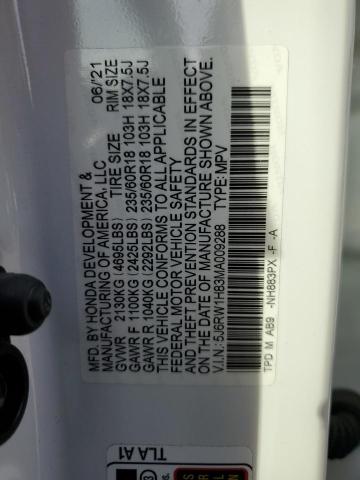 MFD. BY HONDA DEVELOPMENT & 06/'21
MANUFACTURING OF AMERICA, LLC
TIRE SIZE RIM SIZE
GVWR 2130KG (4695LBS)
GAWR F 1100KG (2425LBS) 235/60R18 103H 18X7.5J
GAWR R 1040KG (2292LBS) 235/60R18 103H 18X7.5J
THIS VEHICLE CONFORMS TO ALL APPLICABLE
FEDERAL MOTOR VEHICLE SAFETY
AND THEFT PREVENTION STANDARDS IN EFFECT
ON THE DATE OF MANUFACTURE SHOWN ABOVE.
V.I.N.: 5J6RW1H83MA009288 TYPE: MPV
TPD M AB9 -NH883PX -F -A
TLA A1